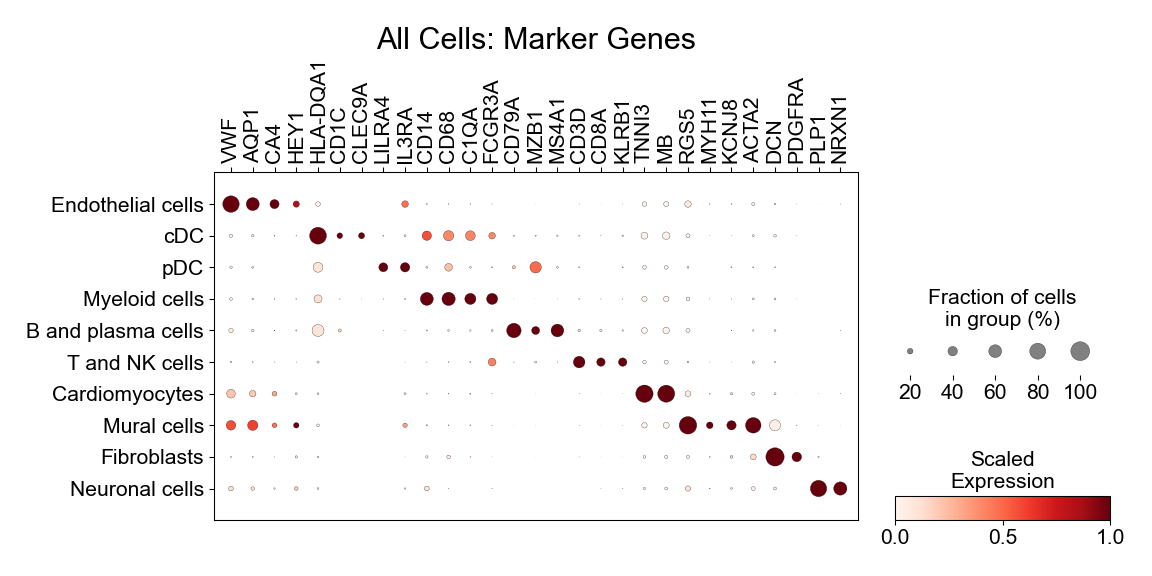 All Cells: Marker Genes
VWF
AQP1
CA4
HEY1
HLA-DQA1
CD1C
CLEC9A
LILRA4
IL3RA
CD14
CD68
C1QA
FCGR3A
CD79A
MZB1
MS4A1
CD3D
CD8A
KLRB1
TNNI3
MB
RGS5
MYH11
KCNJ8
ACTA2
DCN
PDGFRA
PLP1
NRXN1
Endothelial cells
cDC
pDC
Myeloid cells
B and plasma cells
T and NK cells
Cardiomyocytes
Mural cells
Fibroblasts
Neuronal cells
Fraction of cells
in group (%)
20 40 60 80 100
Scaled
Expression
0.0 0.5 1.0